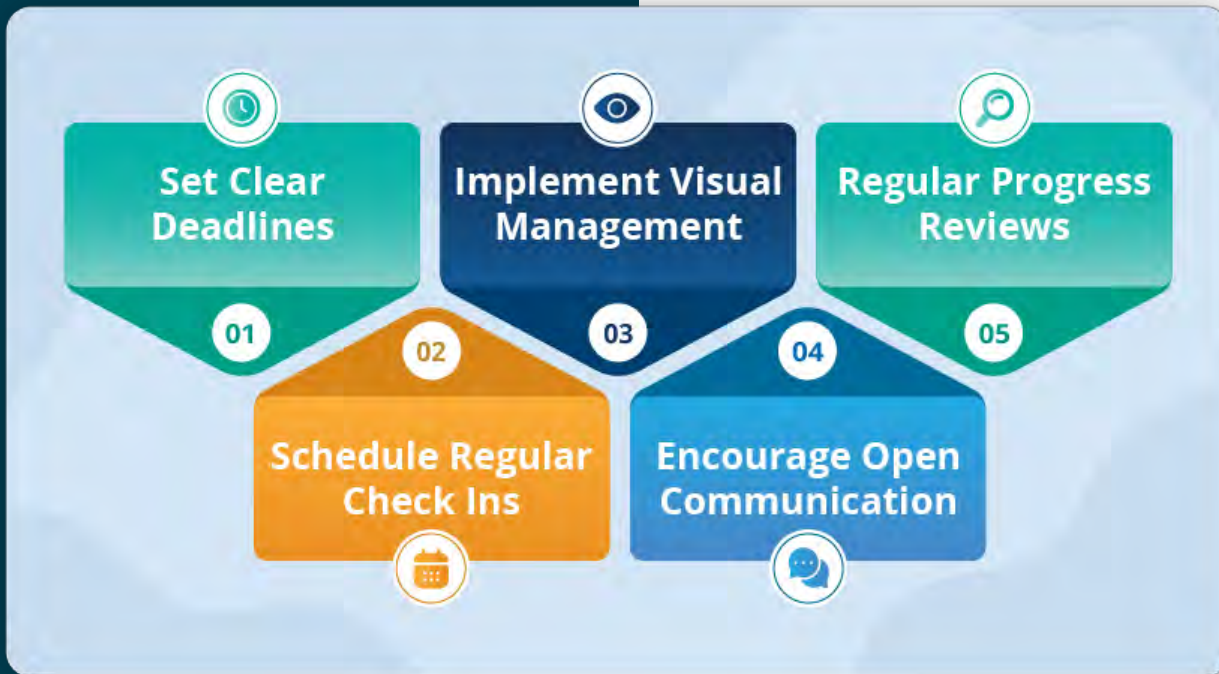 Set Clear
Deadlines
01
02
Schedule Regular
Check Ins
Implement Visual
Management
03
04
Encourage Open
Communication
Regular Progress
Reviews
05